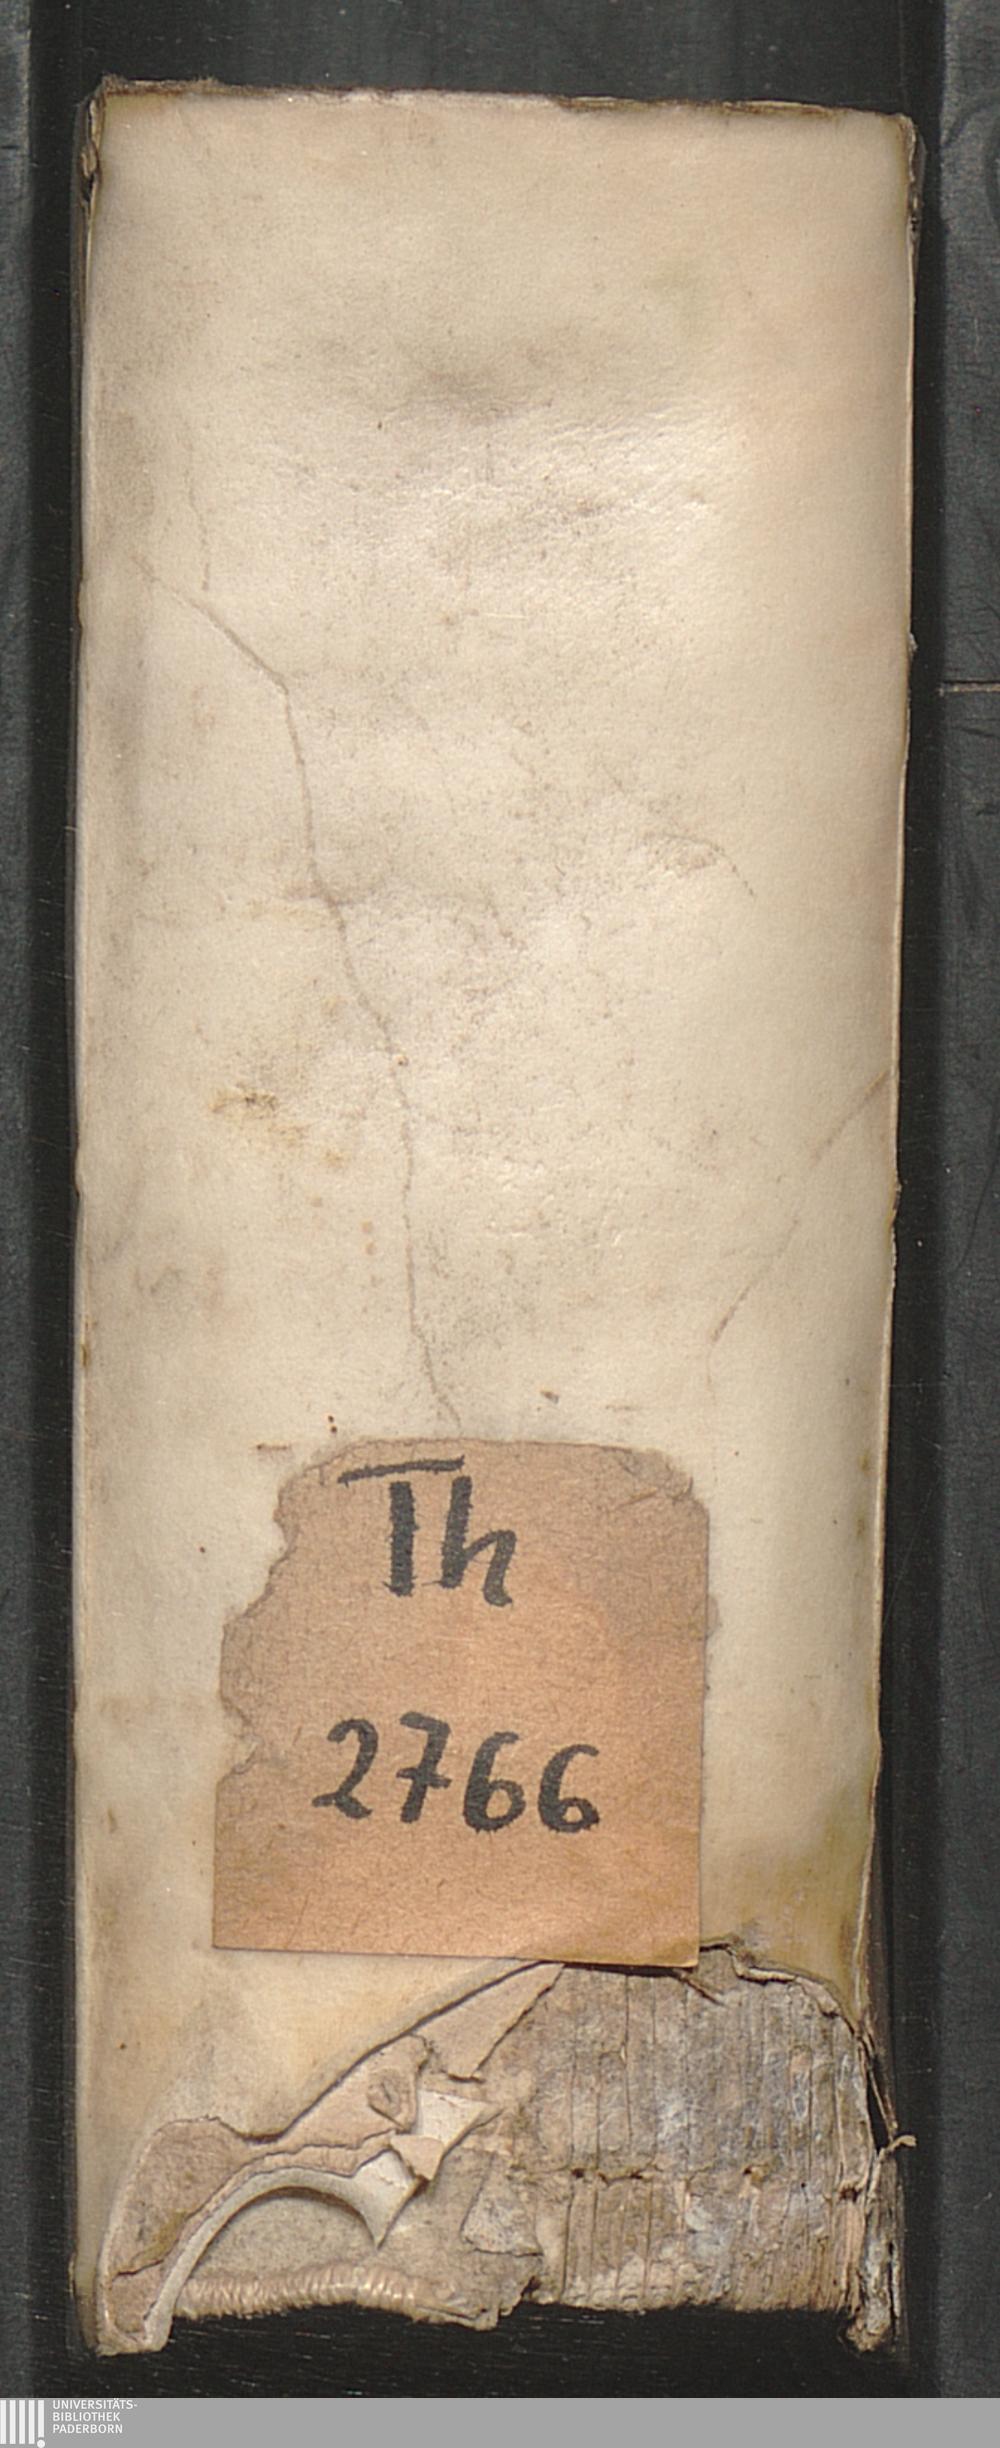 Th
2766
UNIVERSITÄTS-
BIBLIOTHEK
PADERBORN